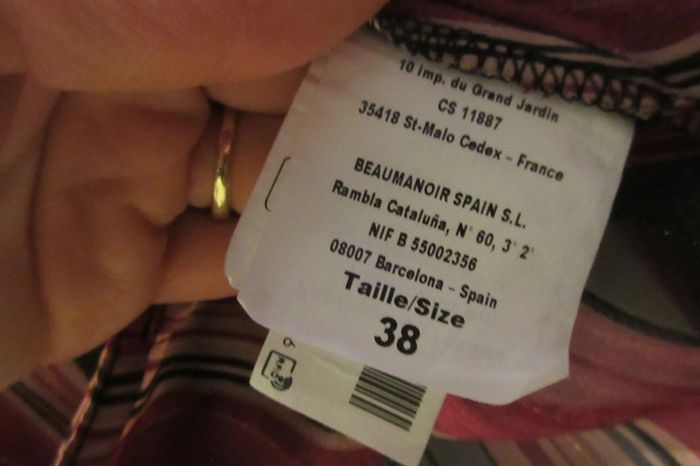 10 imp. du Grand Jardin
CS 11887
35418 St-Malo Cedex - France
BEAUMANOIR SPAIN S.L.
Rambla Cataluña, N° 60, 3° 2°
NIF B 55002356
08007 Barcelona - Spain
Taille/Size
38